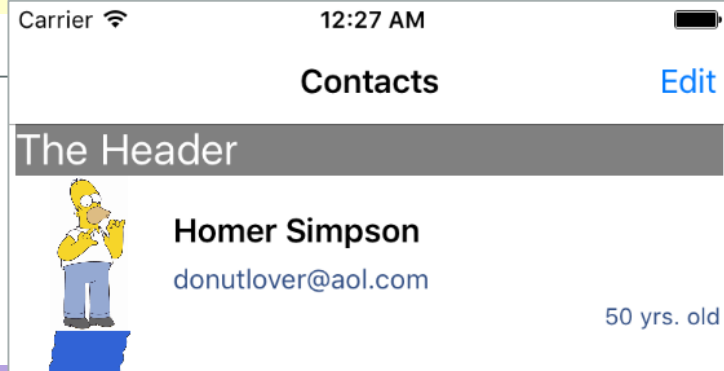 Carrier 12:27 AM
Contacts Edit
The Header
Homer Simpson
donutlover@aol.com
50 yrs. old